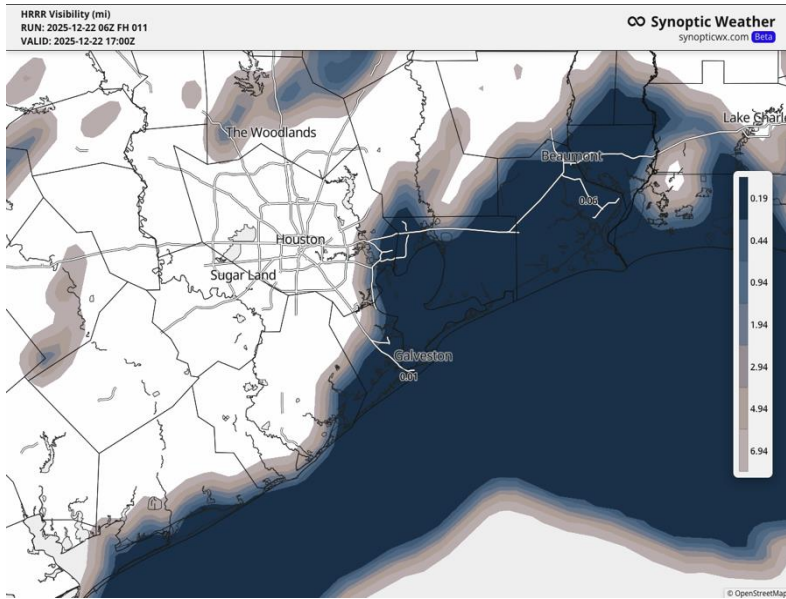 HRRR Visibility (mi)
RUN: 2025-12-22 06Z FH 011
VALID: 2025-12-22 17:00Z
Synoptic Weather
synopticwx.com Beta
The Woodlands
Lake Charle
Beaumont
0.06
Houston
Sugar Land
Galveston
0.01
0.19
0.44
0.94
1.94
2.94
4.94
6.94
© OpenStreetMap